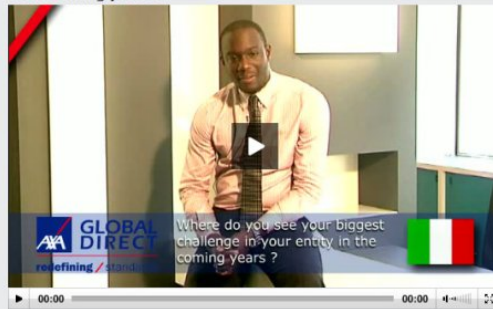 AXA
GLOBAL
DIRECT
redefining / standards
Where do you see your biggest
challenge in your entity in the
coming years ?
00:00
00:00